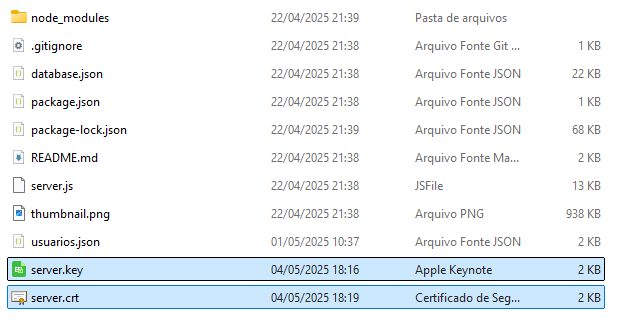 node_modules 22/04/2025 21:39 Pasta de arquivos
.gitignore 22/04/2025 21:38 Arquivo Fonte Git ... 1 KB
database.json 22/04/2025 21:38 Arquivo Fonte JSON 22 KB
package.json 22/04/2025 21:38 Arquivo Fonte JSON 1 KB
package-lock.json 22/04/2025 21:39 Arquivo Fonte JSON 68 KB
README.md 22/04/2025 21:38 Arquivo Fonte Ma... 2 KB
server.js 22/04/2025 21:38 JSFile 13 KB
thumbnail.png 22/04/2025 21:38 Arquivo PNG 938 KB
usuarios.json 01/05/2025 10:37 Arquivo Fonte JSON 2 KB
server.key 04/05/2025 18:16 Apple Keynote 2 KB
server.crt 04/05/2025 18:19 Certificado de Seg... 2 KB